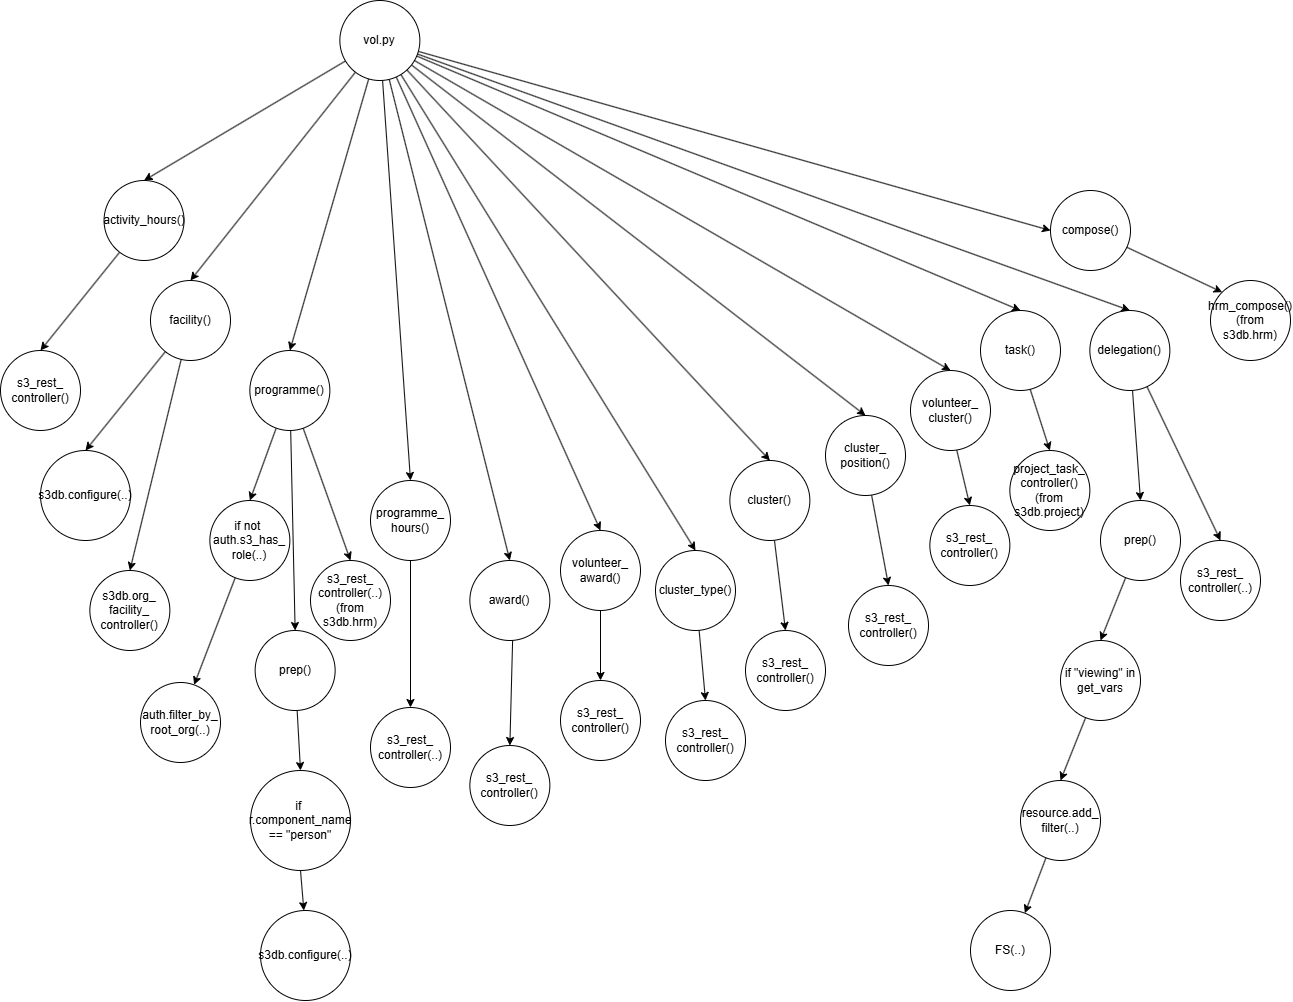 vol.py
activity_hours()
compose()
hrm_compose()
(from
s3db.hrm)
facility()
task()
delegation()
s3_rest_
controller()
programme()
volunteer_
cluster()
cluster_
position()
s3db.configure(..)
if not
auth.s3_has_
role(..)
programme_
hours()
cluster()
project_task_
controller()
(from
s3db.project)
s3_rest_
controller()
prep()
s3db.org_
facility_
controller()
s3_rest_
controller(..)
(from
s3db.hrm)
award()
volunteer_
award()
cluster_type()
s3_rest_
controller()
s3_rest_
controller(..)
prep()
s3_rest_
controller()
if "viewing" in
get_vars
auth.filter_by_
root_org(..)
s3_rest_
controller(..)
s3_rest_
controller()
s3_rest_
controller()
s3_rest_
controller()
if
r.component_name
== "person"
resource.add_
filter(..)
s3db.configure(..)
FS(..)